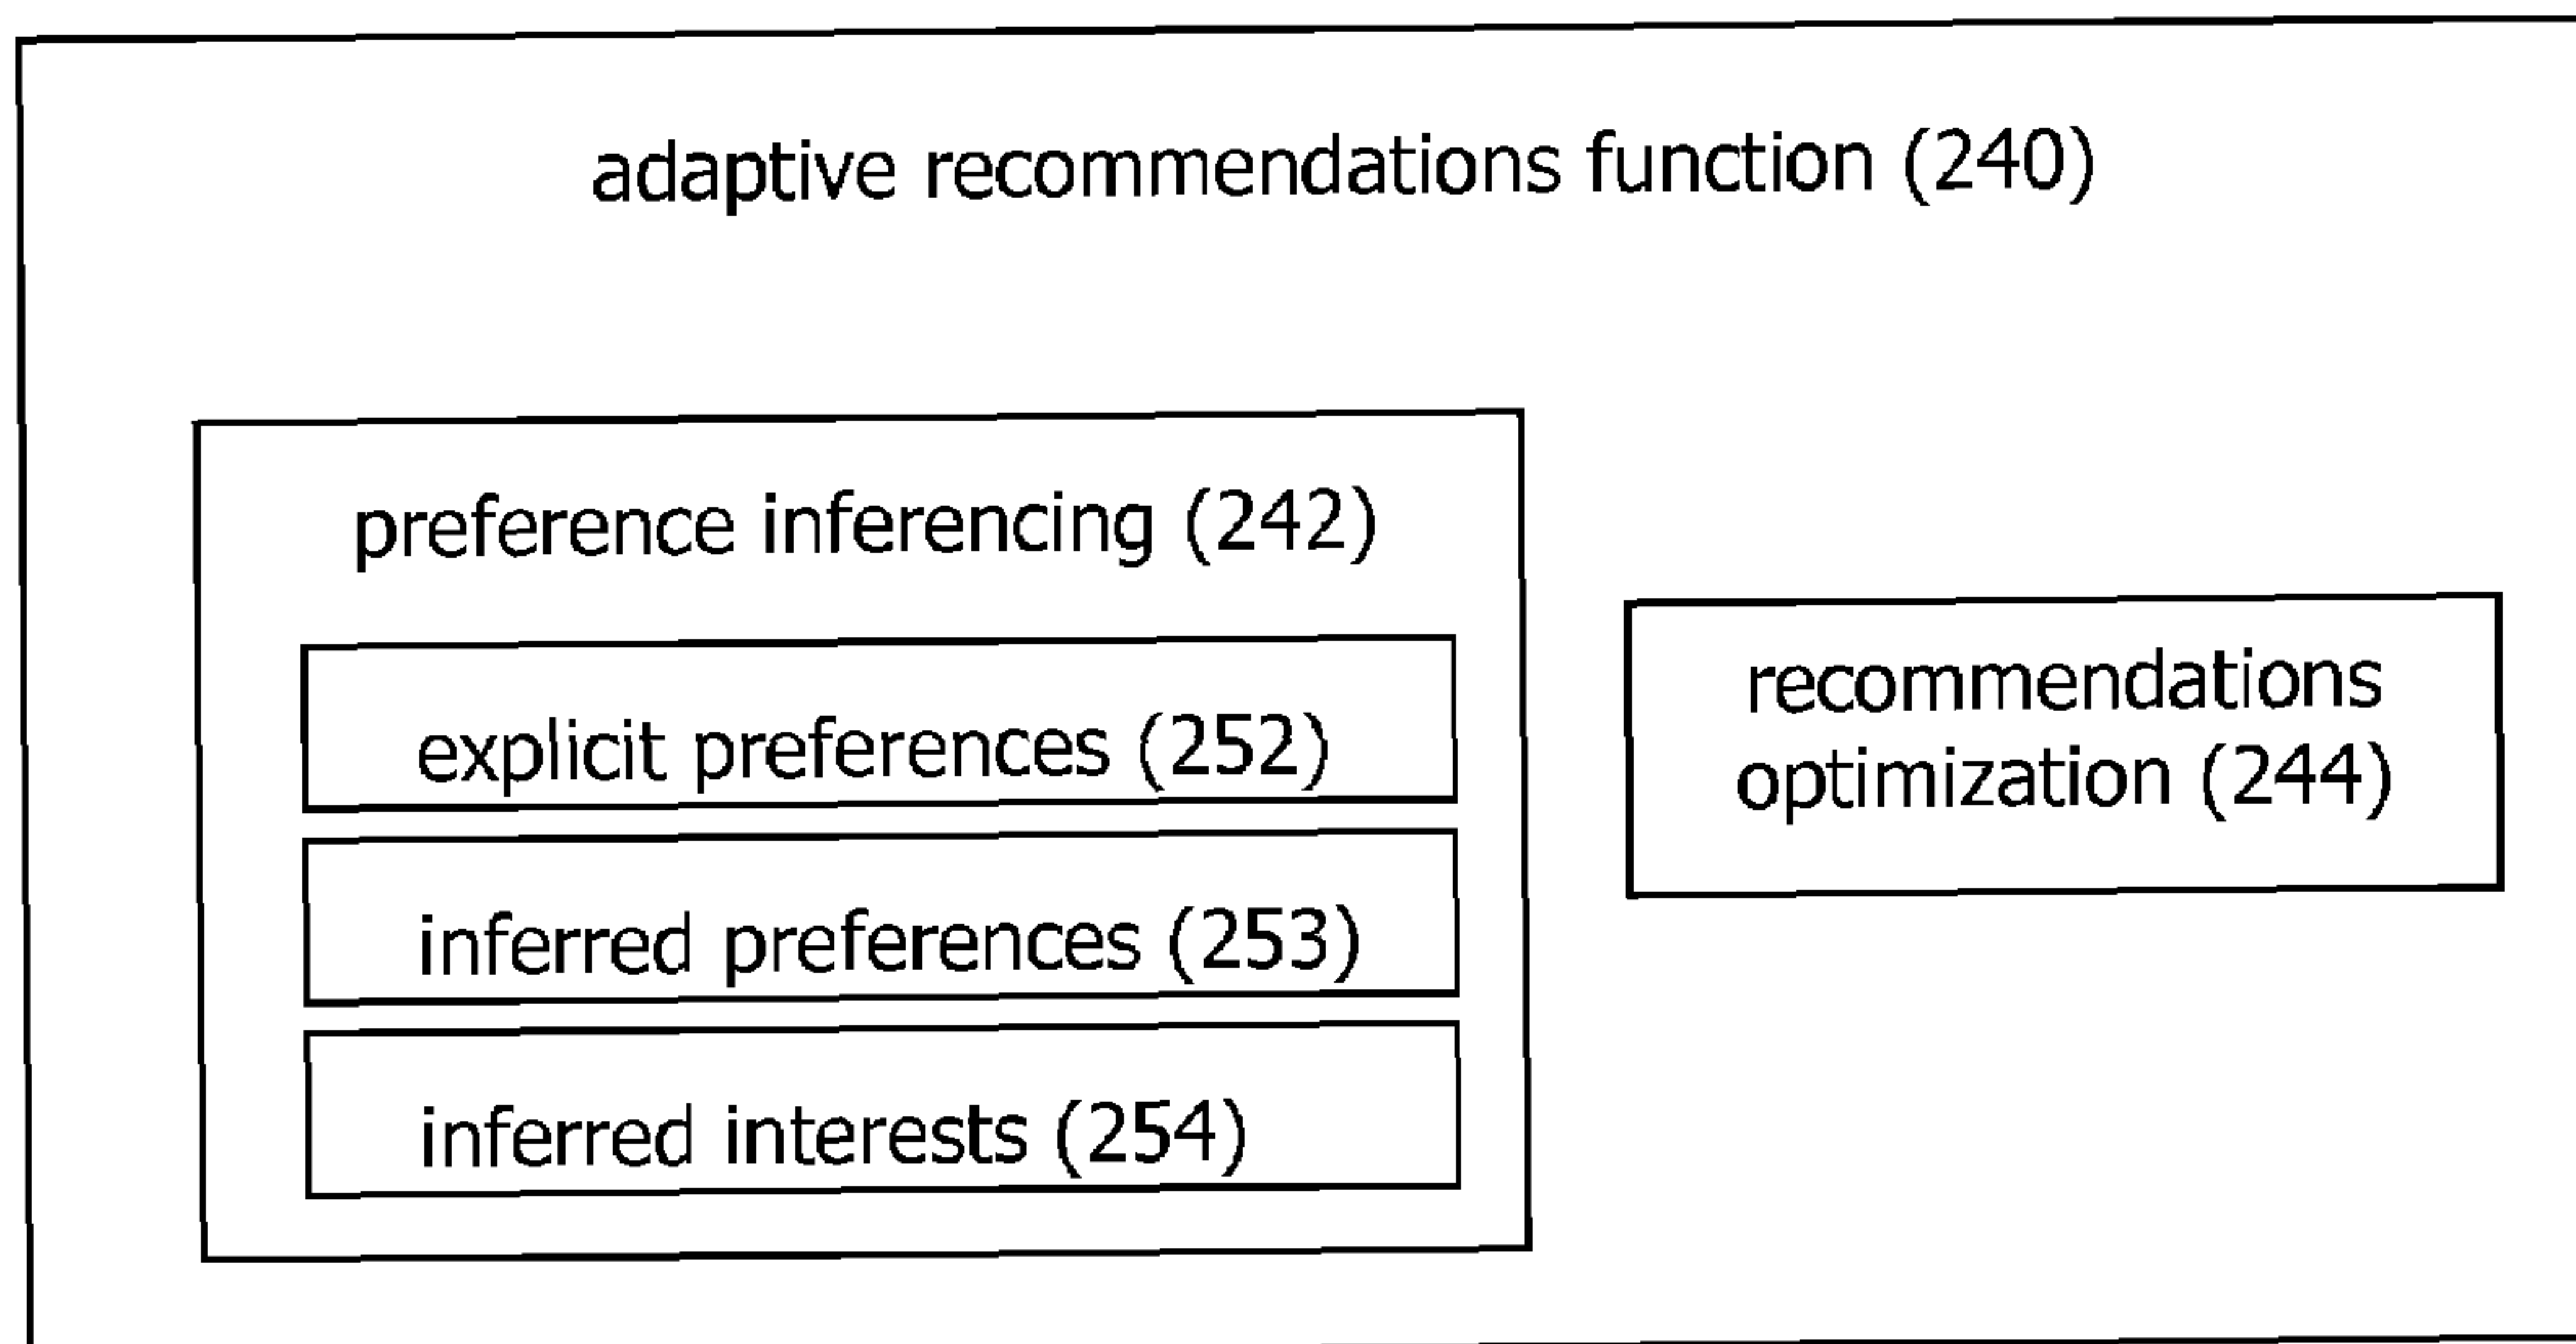 adaptive recommendations function (240)
preference inferencing (242)
explicit preferences (252)
inferred preferences (253)
inferred interests (254)
recommendations
optimization (244)